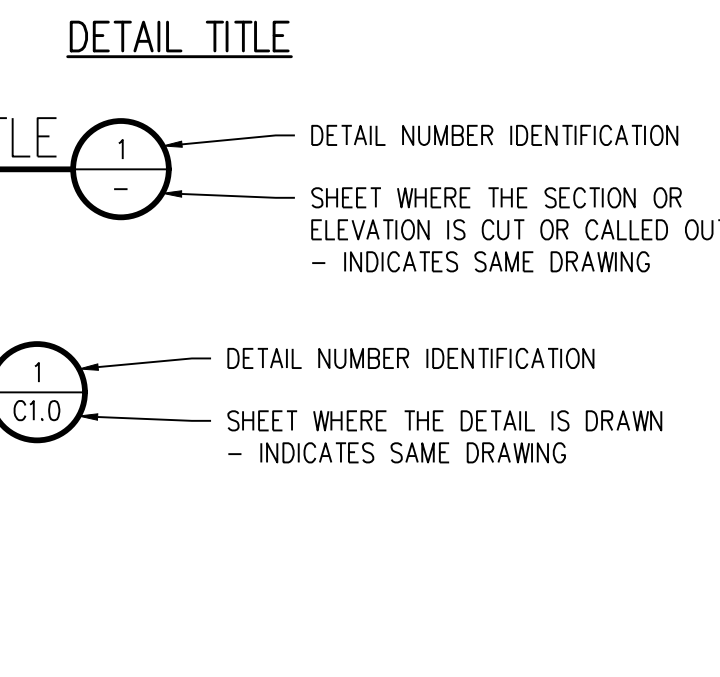 DETAIL TITLE
TLE
1
–
DETAIL NUMBER IDENTIFICATION
SHEET WHERE THE SECTION OR
ELEVATION IS CUT OR CALLED OUT
– INDICATES SAME DRAWING
1
C1.0
DETAIL NUMBER IDENTIFICATION
SHEET WHERE THE DETAIL IS DRAWN
– INDICATES SAME DRAWING